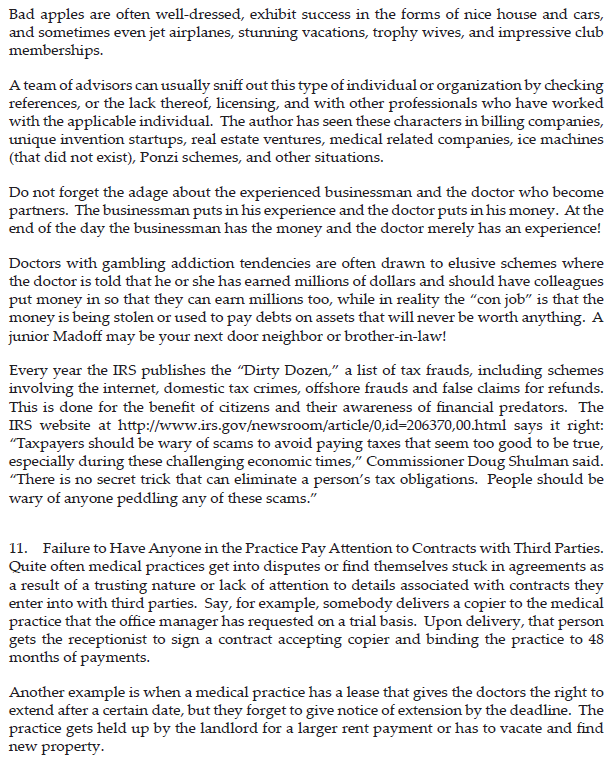 Bad apples are often well-dressed, exhibit success in the forms of nice house and cars,
and sometimes even jet airplanes, stunning vacations, trophy wives, and impressive club
memberships.
A team of advisors can usually sniff out this type of individual or organization by checking
references, or the lack thereof, licensing, and with other professionals who have worked
with the applicable individual. The author has seen these characters in billing companies,
unique invention startups, real estate ventures, medical related companies, ice machines
(that did not exist), Ponzi schemes, and other situations.
Do not forget the adage about the experienced businessman and the doctor who become
partners. The businessman puts in his experience and the doctor puts in his money. At the
end of the day the businessman has the money and the doctor merely has an experience!
Doctors with gambling addiction tendencies are often drawn to elusive schemes where
the doctor is told that he or she has earned millions of dollars and should have colleagues
put money in so that they can earn millions too, while in reality the “con job” is that the
money is being stolen or used to pay debts on assets that will never be worth anything. A
junior Madoff may be your next door neighbor or brother-in-law!
Every year the IRS publishes the “Dirty Dozen,” a list of tax frauds, including schemes
involving the internet, domestic tax crimes, offshore frauds and false claims for refunds.
This is done for the benefit of citizens and their awareness of financial predators. The
IRS website at http://www.irs.gov/newsroom/article/0,id=206370,00.html says it right:
“Taxpayers should be wary of scams to avoid paying taxes that seem too good to be true,
especially during these challenging economic times,” Commissioner Doug Shulman said.
“There is no secret trick that can eliminate a person’s tax obligations. People should be
wary of anyone peddling any of these scams.”
11. Failure to Have Anyone in the Practice Pay Attention to Contracts with Third Parties.
Quite often medical practices get into disputes or find themselves stuck in agreements as
a result of a trusting nature or lack of attention to details associated with contracts they
enter into with third parties. Say, for example, somebody delivers a copier to the medical
practice that the office manager has requested on a trial basis. Upon delivery, that person
gets the receptionist to sign a contract accepting copier and binding the practice to 48
months of payments.
Another example is when a medical practice has a lease that gives the doctors the right to
extend after a certain date, but they forget to give notice of extension by the deadline. The
practice gets held up by the landlord for a larger rent payment or has to vacate and find
new property.